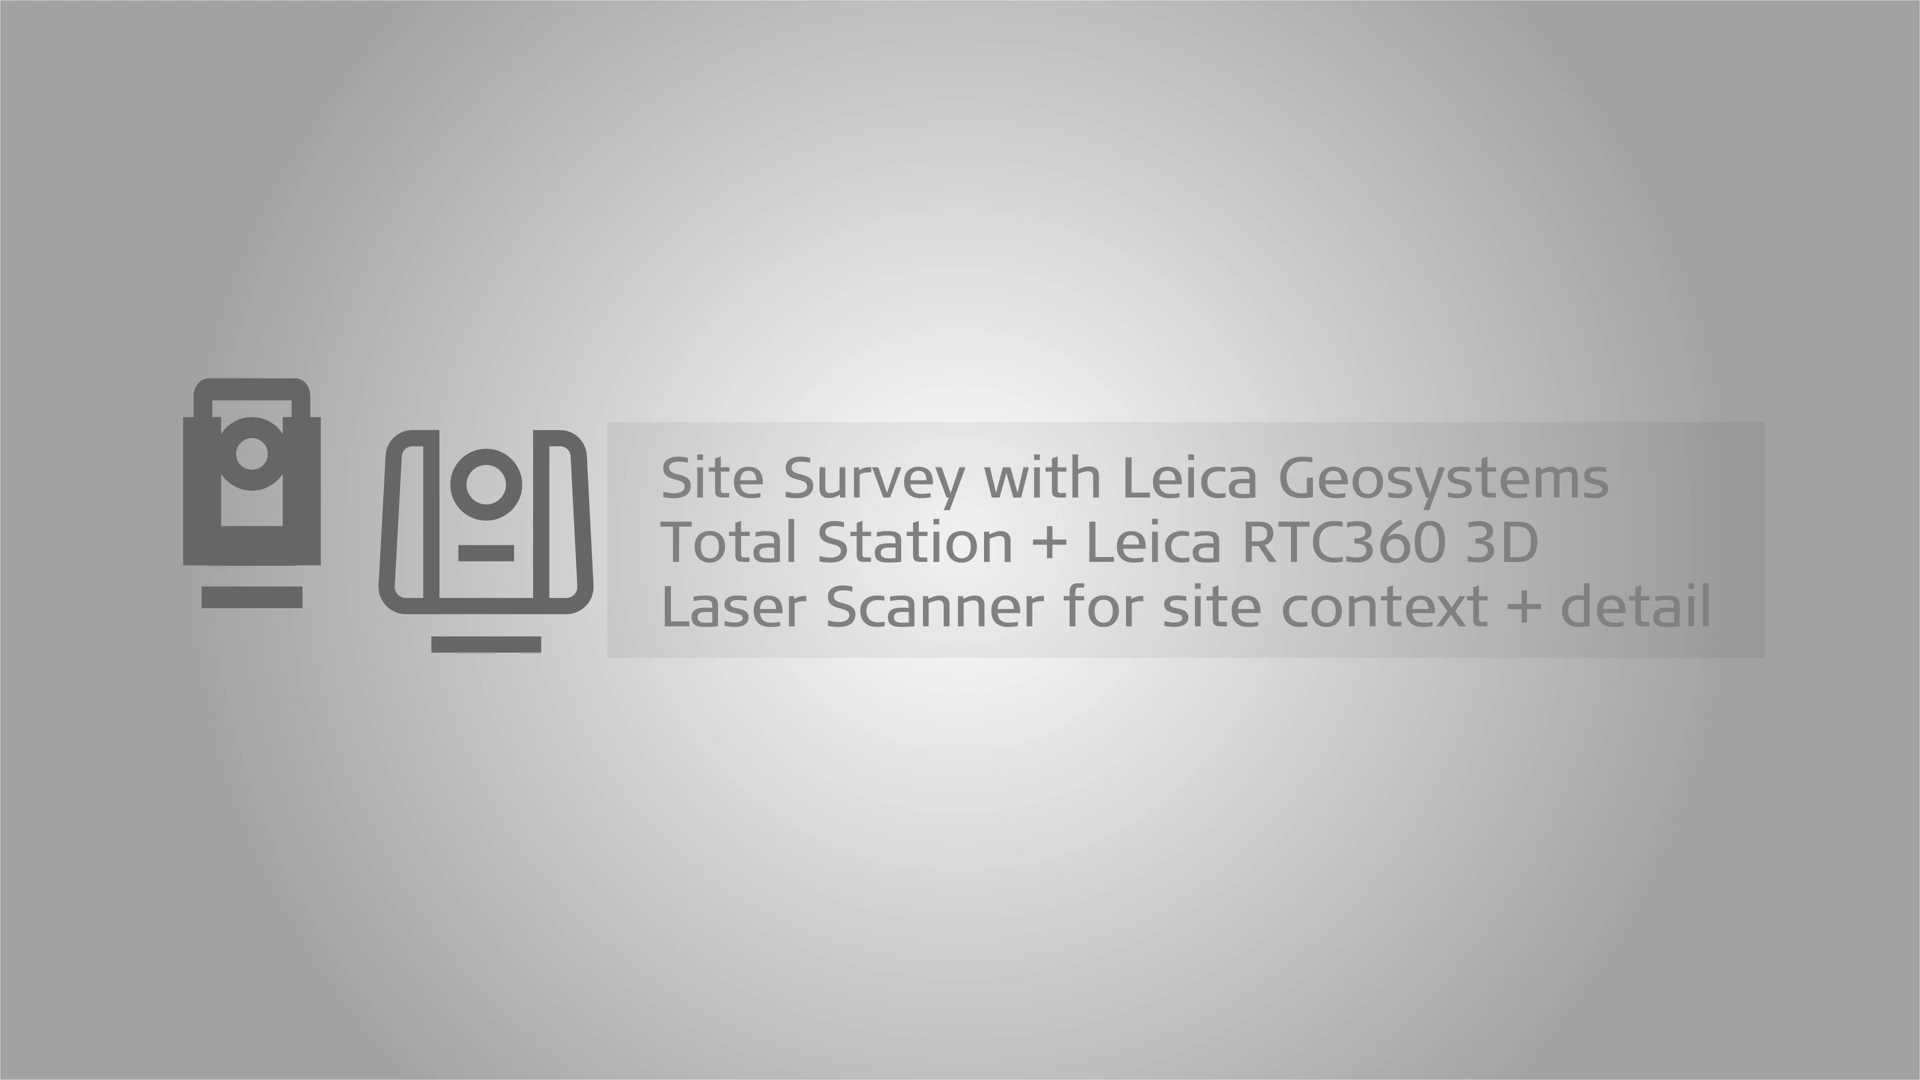 Site Survey with Leica Geosystems
Total Station + Leica RTC360 3D
Laser Scanner for site context + detail